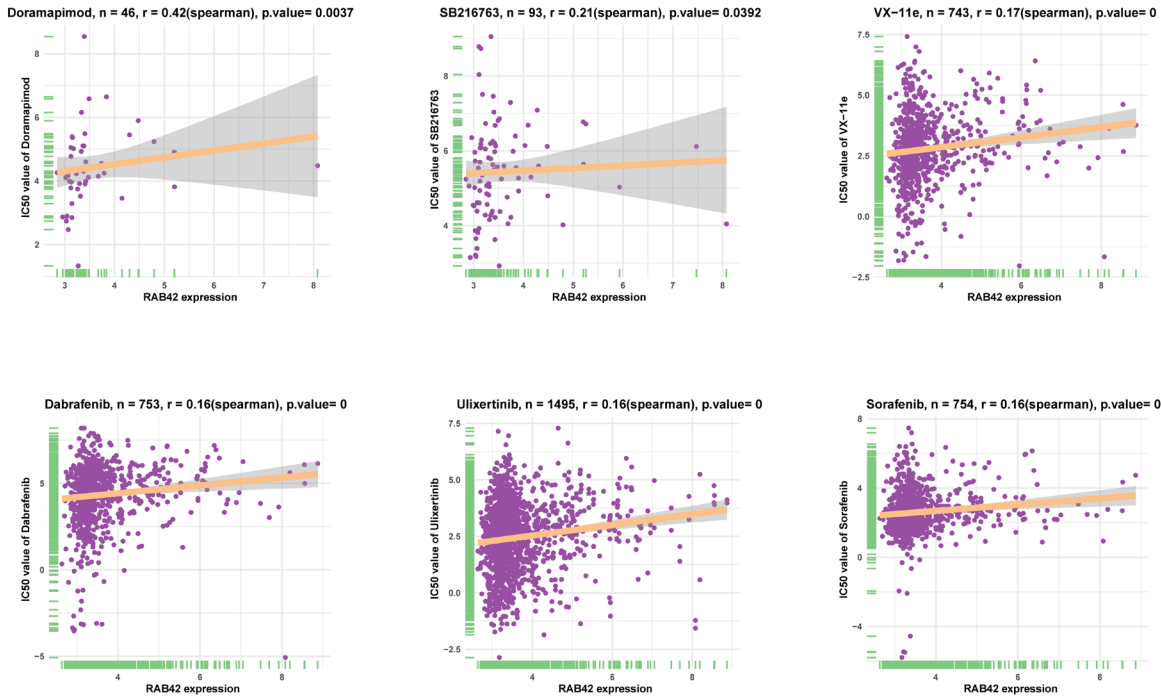 Doramapimod, n = 46, r = 0.42(spearman), p.value= 0.0037
IC50 value of Doramapimod
8
6
4
2
3 4 5 6 7 8
RAB42 expression
SB216763, n = 93, r = 0.21(spearman), p.value= 0.0392
IC50 value of SB216763
8
6
4
3 4 5 6 7 8
RAB42 expression
VX−11e, n = 743, r = 0.17(spearman), p.value= 0
IC50 value of VX−11e
7.5
5.0
2.5
0.0
−2.5
4 6 8
RAB42 expression
Dabrafenib, n = 753, r = 0.16(spearman), p.value= 0
IC50 value of Dabrafenib
5
0
−5
4 6 8
RAB42 expression
Ulixertinib, n = 1495, r = 0.16(spearman), p.value= 0
IC50 value of Ulixertinib
7.5
5.0
2.5
0.0
−2.5
4 6 8
RAB42 expression
Sorafenib, n = 754, r = 0.16(spearman), p.value= 0
IC50 value of Sorafenib
8
4
0
−4
4 6 8
RAB42 expression